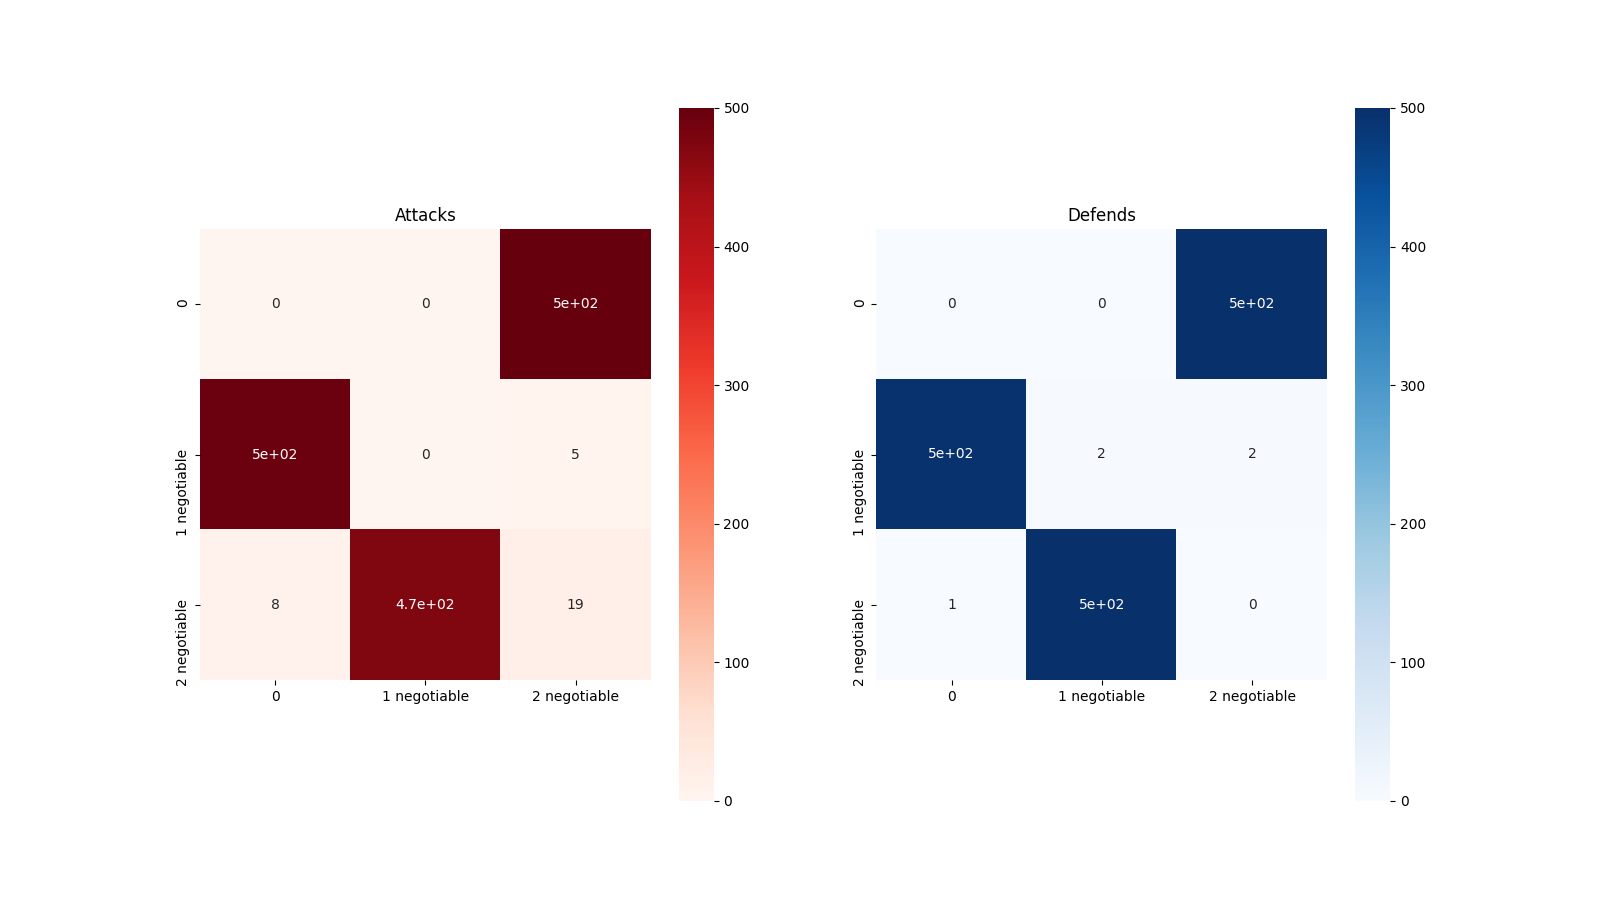 Attacks
0 0 5e+02
5e+02 0 5
8 4.7e+02 19
0
1 negotiable
2 negotiable
0 1 negotiable 2 negotiable
500
400
300
200
100
0
Defends
0 0 5e+02
5e+02 2 2
1 5e+02 0
0
1 negotiable
2 negotiable
0 1 negotiable 2 negotiable
500
400
300
200
100
0